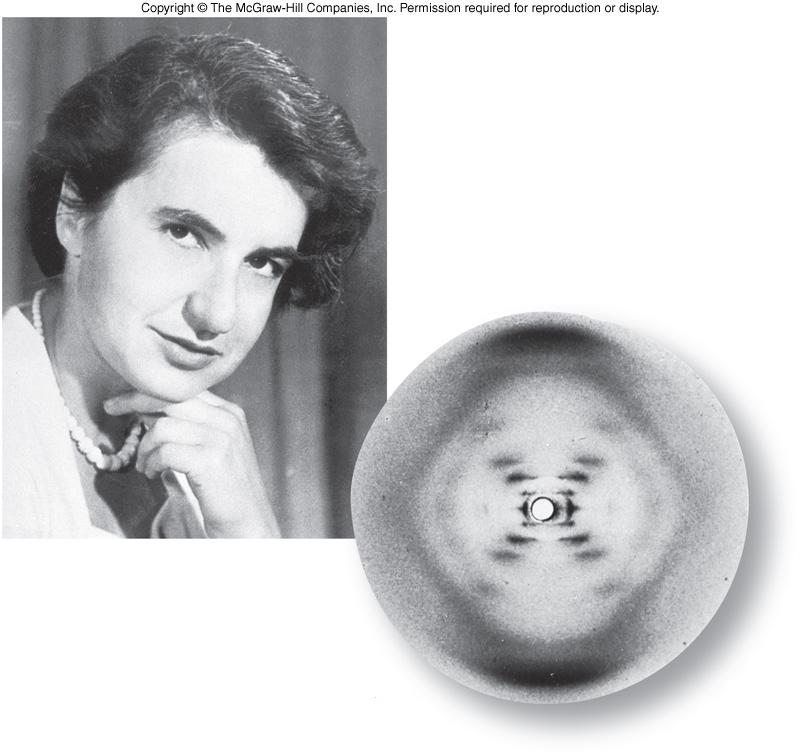 Copyright © The McGraw-Hill Companies, Inc. Permission required for reproduction or display.